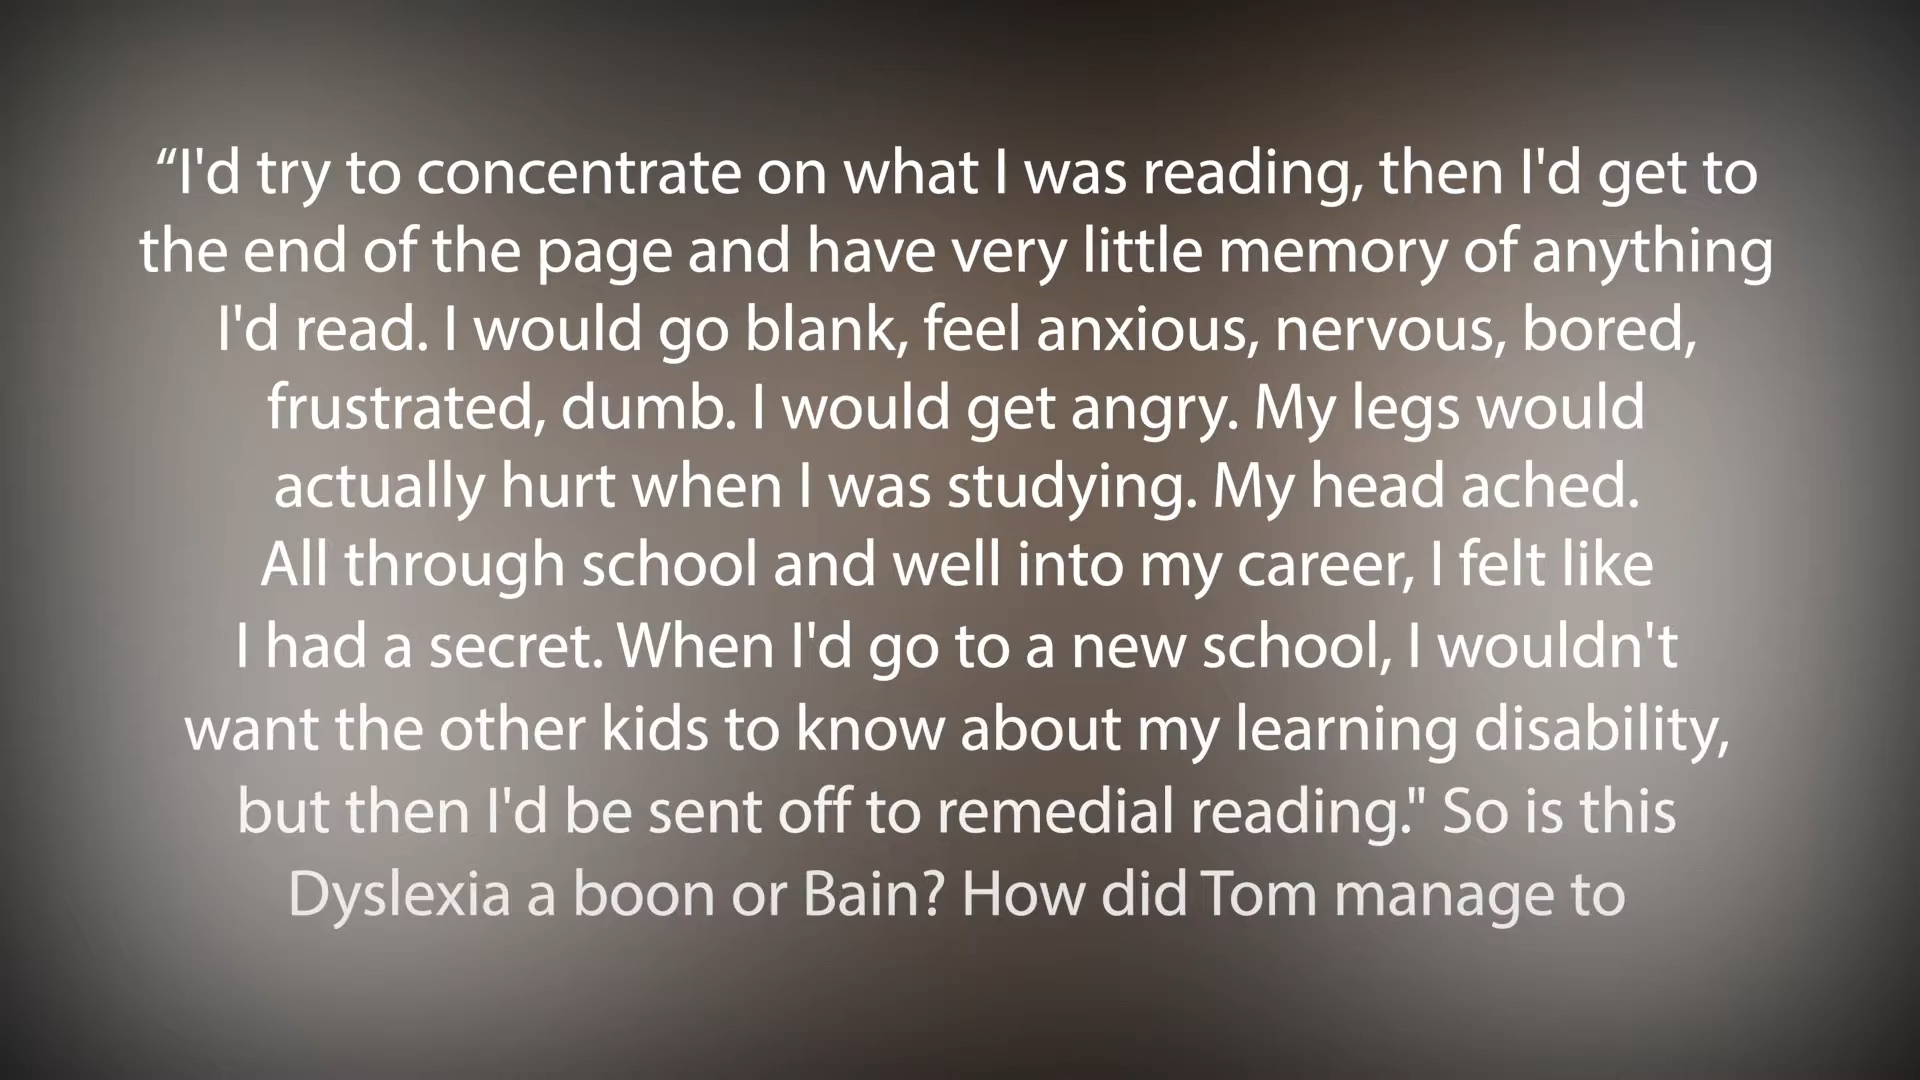 “I'd try to concentrate on what I was reading, then I'd get to
the end of the page and have very little memory of anything
I'd read. I would go blank, feel anxious, nervous, bored,
frustrated, dumb. I would get angry. My legs would
actually hurt when I was studying. My head ached.
All through school and well into my career, I felt like
I had a secret. When I'd go to a new school, I wouldn't
want the other kids to know about my learning disability,
but then I'd be sent off to remedial reading." So is this
Dyslexia a boon or Bain? How did Tom manage to